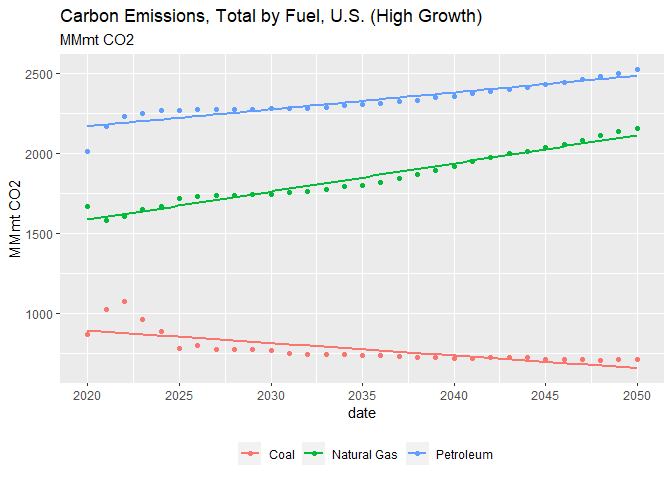 Carbon Emissions, Total by Fuel, U.S. (High Growth)
MMmt CO2
MMmt CO2
2500
2000
1500
1000
2020 2025 2030 2035 2040 2045 2050
date
Coal Natural Gas Petroleum